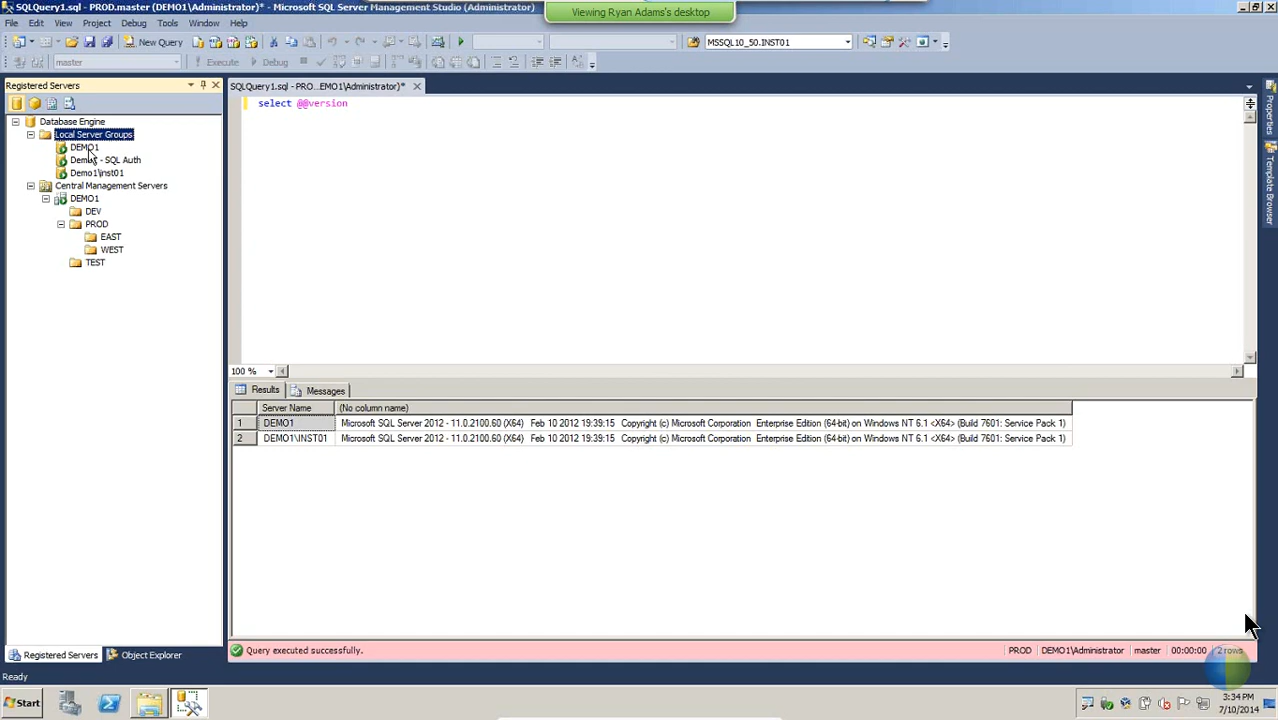 SQLQuery1.sql - PROD.master (DEMO1\Administrator)* - Microsoft SQL Server Management Studio (Administrator)
Viewing Ryan Adams's desktop
File Edit View Project Debug Tools Window Help
New Query
MSSQL10_50.INST01
master
Execute
Debug
Registered Servers
SQLQuery1.sql - PRO...EMO1\Administrator)*
select @@version
Database Engine
Local Server Groups
DEMO1
- SQL Auth
Demo1\inst01
Central Management Servers
DEMO1
DEV
PROD
EAST
WEST
TEST
Properties
Template Browser
100 %
Results Messages
Server Name (No column name)
1 DEMO1 Microsoft SQL Server 2012 - 11.0.2100.60 (X64) Feb 10 2012 19:39:15 Copyright (c) Microsoft Corporation Enterprise Edition (64-bit) on Windows NT 6.1 <X64> (Build 7601: Service Pack 1)
2 DEMO1\INST01 Microsoft SQL Server 2012 - 11.0.2100.60 (X64) Feb 10 2012 19:39:15 Copyright (c) Microsoft Corporation Enterprise Edition (64-bit) on Windows NT 6.1 <X64> (Build 7601: Service Pack 1)
Query executed successfully.
PROD DEMO1\Administrator master 00:00:00 2 rows
Registered Servers Object Explorer
Ready
Start
3:34 PM
7/10/2014